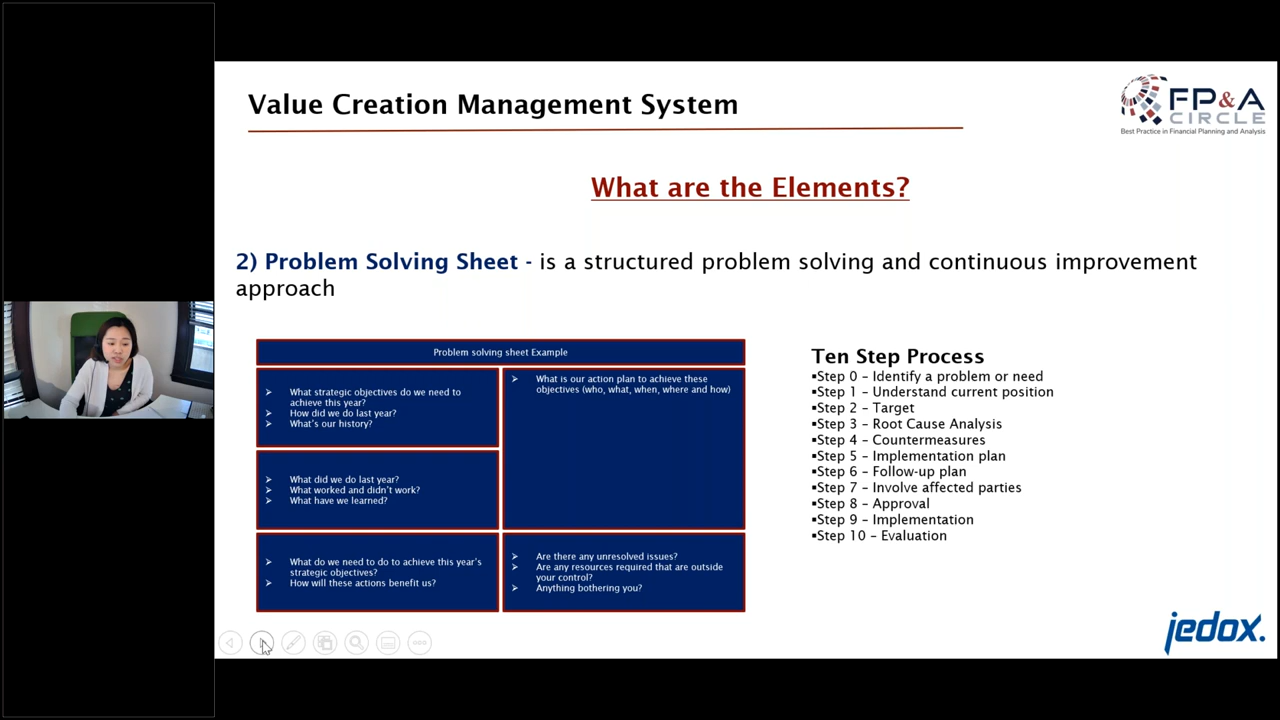 Value Creation Management System
FP&A
CIRCLE
Best Practice in Financial Planning and Analysis
What are the Elements?
2) Problem Solving Sheet - is a structured problem solving and continuous improvement
approach
Problem solving sheet Example
➢ What strategic objectives do we need to
achieve this year?
➢ How did we do last year?
➢ What's our history?
➢ What did we do last year?
➢ What worked and didn't work?
➢ What have we learned?
➢ What do we need to do to achieve this year's
strategic objectives?
➢ How will these actions benefit us?
➢ What is our action plan to achieve these
objectives (who, what, when, where and how)
➢ Are there any unresolved issues?
➢ Are any resources required that are outside
your control?
➢ Anything bothering you?
Ten Step Process
▪Step 0 – Identify a problem or need
▪Step 1 – Understand current position
▪Step 2 – Target
▪Step 3 – Root Cause Analysis
▪Step 4 – Countermeasures
▪Step 5 – Implementation plan
▪Step 6 – Follow-up plan
▪Step 7 – Involve affected parties
▪Step 8 – Approval
▪Step 9 – Implementation
▪Step 10 – Evaluation
jedox.